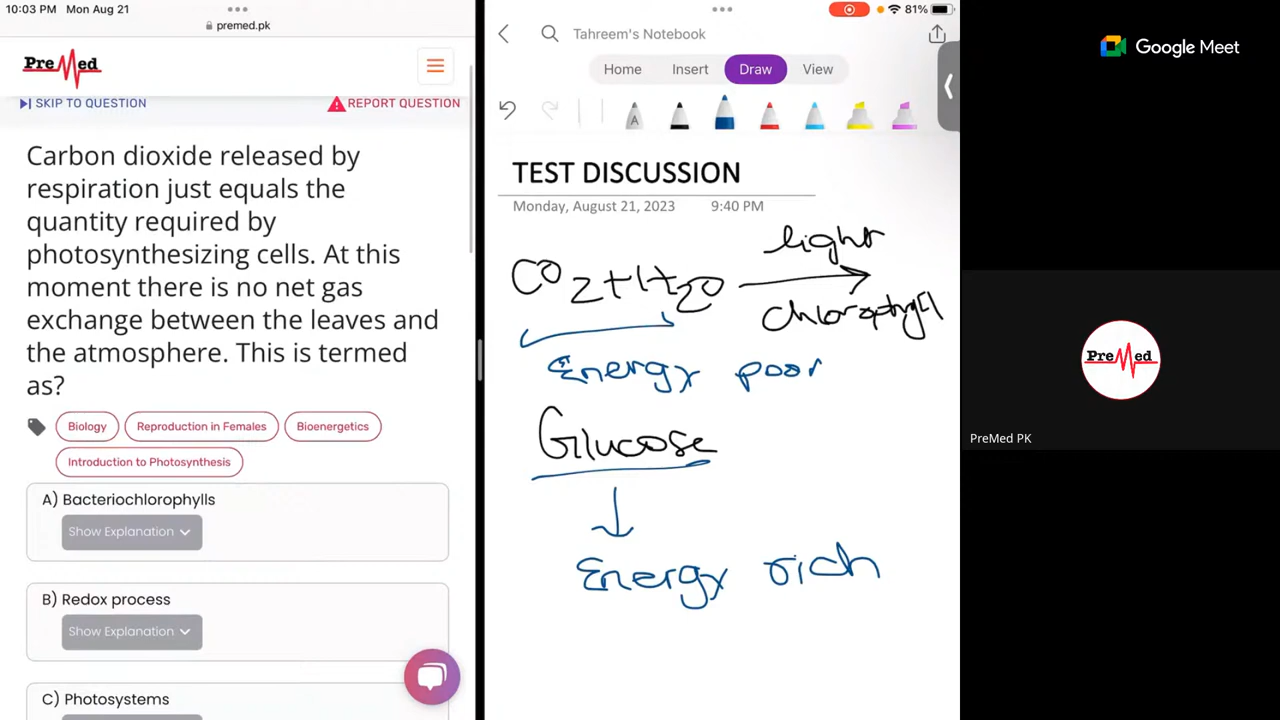 10:03 PM Mon Aug 21
premed.pk
PreMed
SKIP TO QUESTION
REPORT QUESTION
Carbon dioxide released by
respiration just equals the
quantity required by
photosynthesizing cells. At this
moment there is no net gas
exchange between the leaves and
the atmosphere. This is termed
as?
Biology
Reproduction in Females
Bioenergetics
Introduction to Photosynthesis
A) Bacteriochlorophylls
Show Explanation
B) Redox process
Show Explanation
C) Photosystems
81%
Tahreem's Notebook
Home
Insert
Draw
View
A
TEST DISCUSSION
Monday, August 21, 2023
9:40 PM
light
CO2+H2O
chlorophyll
Energy poor
Glucose
Energy rich
Google Meet
PreMed
PreMed PK